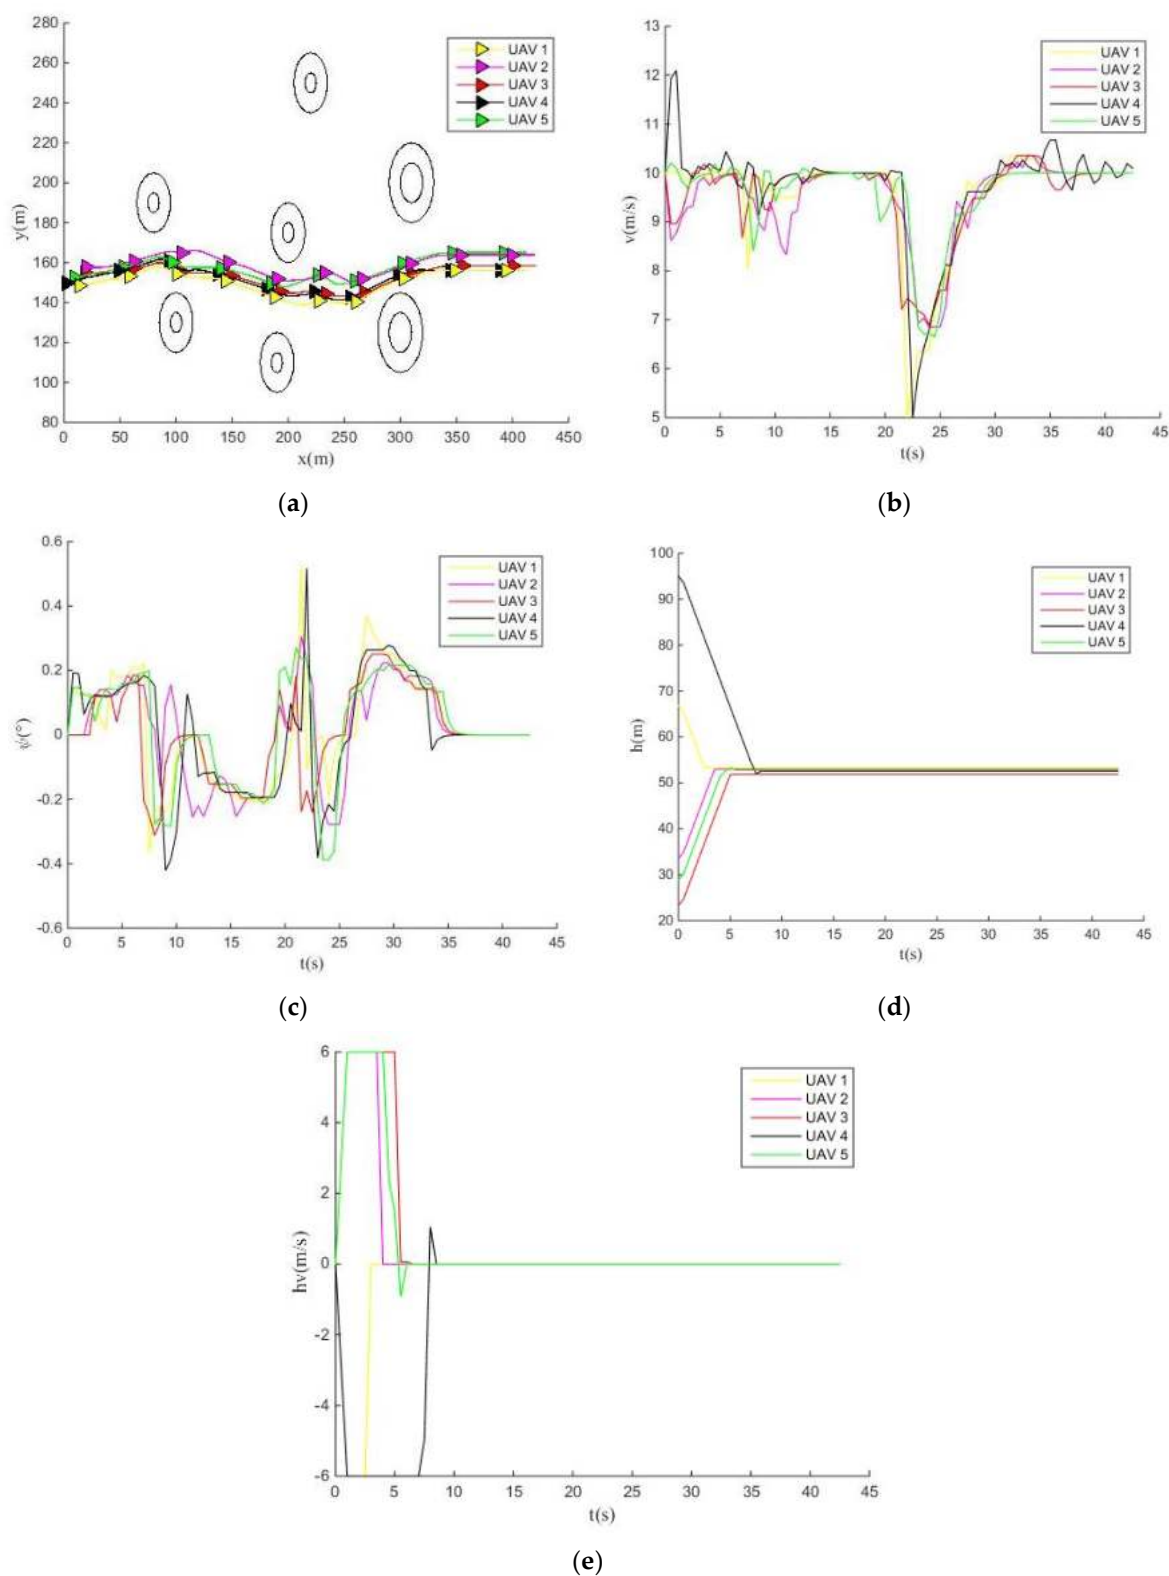 280
260
240
220
200
180
160
140
120
100
80
y(m)
0 50 100 150 200 250 300 350 400 450
x(m)
UAV 1
UAV 2
UAV 3
UAV 4
UAV 5
(a)
13
12
11
10
9
8
7
6
5
v(m/s)
0 5 10 15 20 25 30 35 40 45
t(s)
UAV 1
UAV 2
UAV 3
UAV 4
UAV 5
(b)
0.6
0.4
0.2
0
-0.2
-0.4
-0.6
ψ(°)
0 5 10 15 20 25 30 35 40 45
t(s)
UAV 1
UAV 2
UAV 3
UAV 4
UAV 5
(c)
100
90
80
70
60
50
40
30
20
h(m)
0 5 10 15 20 25 30 35 40 45
t(s)
UAV 1
UAV 2
UAV 3
UAV 4
UAV 5
(d)
6
4
2
0
-2
-4
-6
hv(m/s)
0 5 10 15 20 25 30 35 40 45
t(s)
UAV 1
UAV 2
UAV 3
UAV 4
UAV 5
(e)